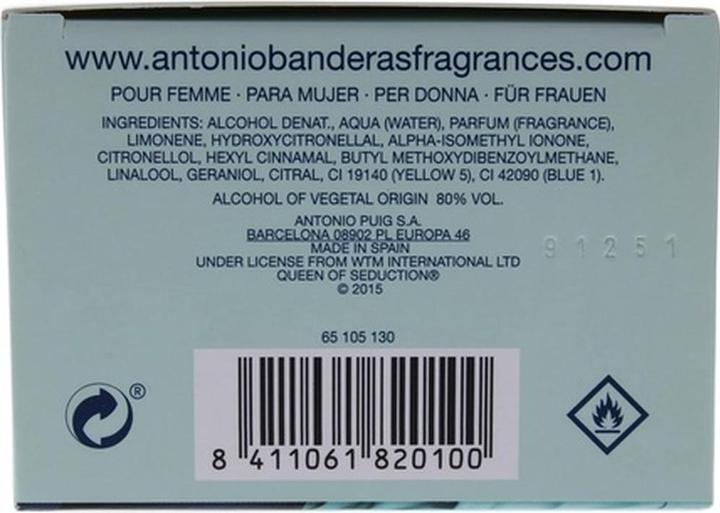 www.antoniobanderasfragrances.com
POUR FEMME · PARA MUJER · PER DONNA · FÜR FRAUEN
INGREDIENTS: ALCOHOL DENAT., AQUA (WATER), PARFUM (FRAGRANCE),
LIMONENE, HYDROXYCITRONELLAL, ALPHA-ISOMETHYL IONONE,
CITRONELLOL, HEXYL CINNAMAL, BUTYL METHOXYDIBENZOYLMETHANE,
LINALOOL, GERANIOL, CITRAL, CI 19140 (YELLOW 5), CI 42090 (BLUE 1).
ALCOHOL OF VEGETAL ORIGIN 80% VOL.
ANTONIO PUIG S.A.
BARCELONA 08902 PL EUROPA 46
MADE IN SPAIN
UNDER LICENSE FROM WTM INTERNATIONAL LTD
QUEEN OF SEDUCTION®
© 2015
91251
65 105 130
®
8 411061 820100